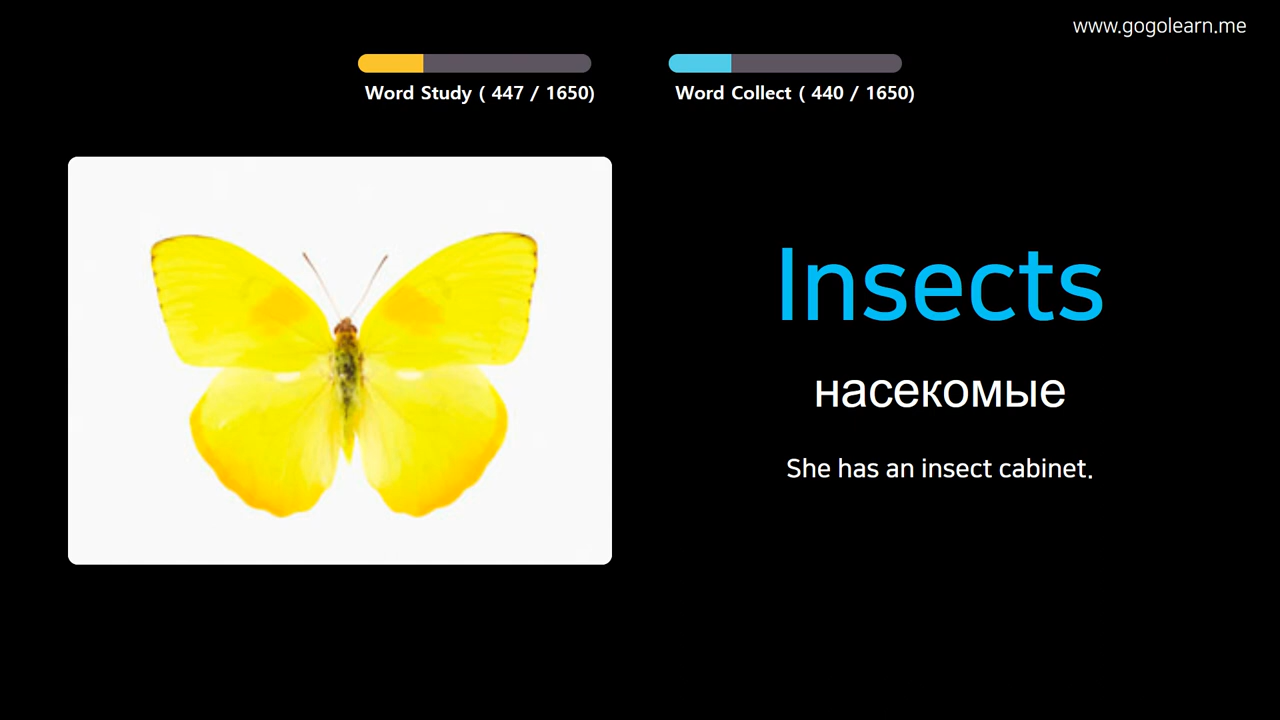 www.gogolearn.me
Word Study ( 447 / 1650)
Word Collect ( 440 / 1650)
Insects
насекомые
She has an insect cabinet.